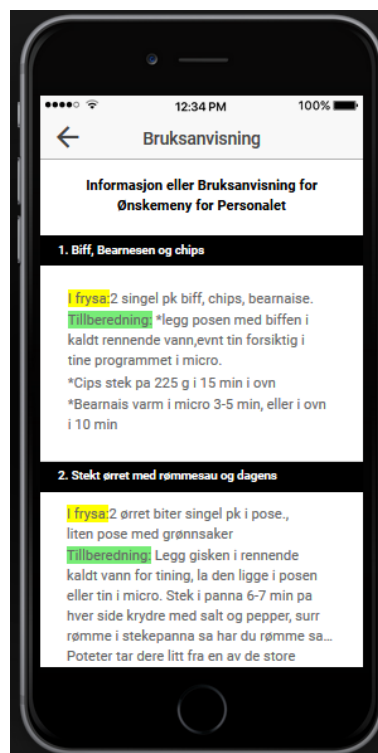 12:34 PM
100%
Bruksanvisning
Informasjon eller Bruksanvisning for
Ønskemeny for Personalet
1. Biff, Bearnesen og chips
I frysa:2 singel pk biff, chips, bearnaise.
Tillberedning: *legg posen med biffen i
kaldt rennende vann,evnt tin forsiktig i
tine programmet i micro.
*Cips stek pa 225 g i 15 min i ovn
*Bearnais varm i micro 3-5 min, eller i ovn
i 10 min
2. Stekt ørret med rømmesau og dagens
I frysa:2 ørret biter singel pk i pose.,
liten pose med grønnsaker
Tillberedning: Legg gisken i rennende
kaldt vann for tining, la den ligge i posen
eller tin i micro. Stek i panna 6-7 min pa
hver side krydre med salt og pepper, surr
rømme i stekepanna sa har du rømme sa...
Poteter tar dere litt fra en av de store